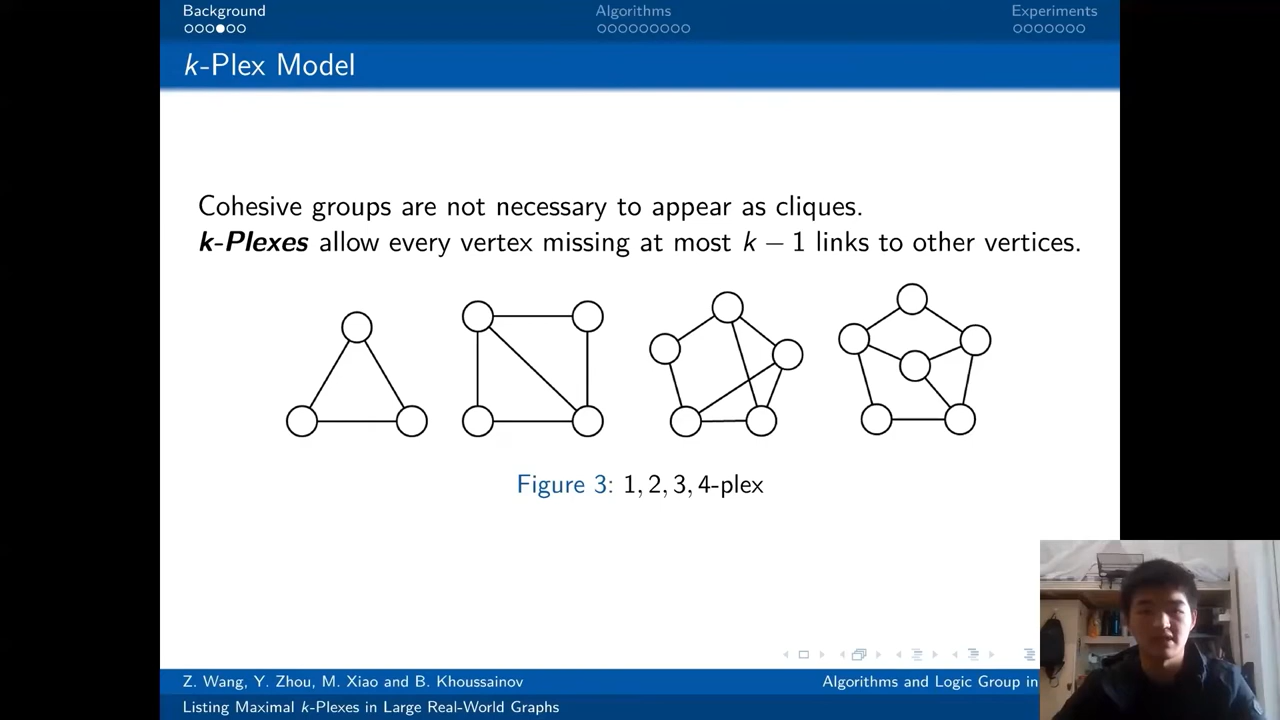 Background
Algorithms
Experiments
k-Plex Model
Cohesive groups are not necessary to appear as cliques.
k-Plexes allow every vertex missing at most k − 1 links to other vertices.
Figure 3: 1, 2, 3, 4-plex
Z. Wang, Y. Zhou, M. Xiao and B. Khoussainov
Algorithms and Logic Group in
Listing Maximal k-Plexes in Large Real-World Graphs